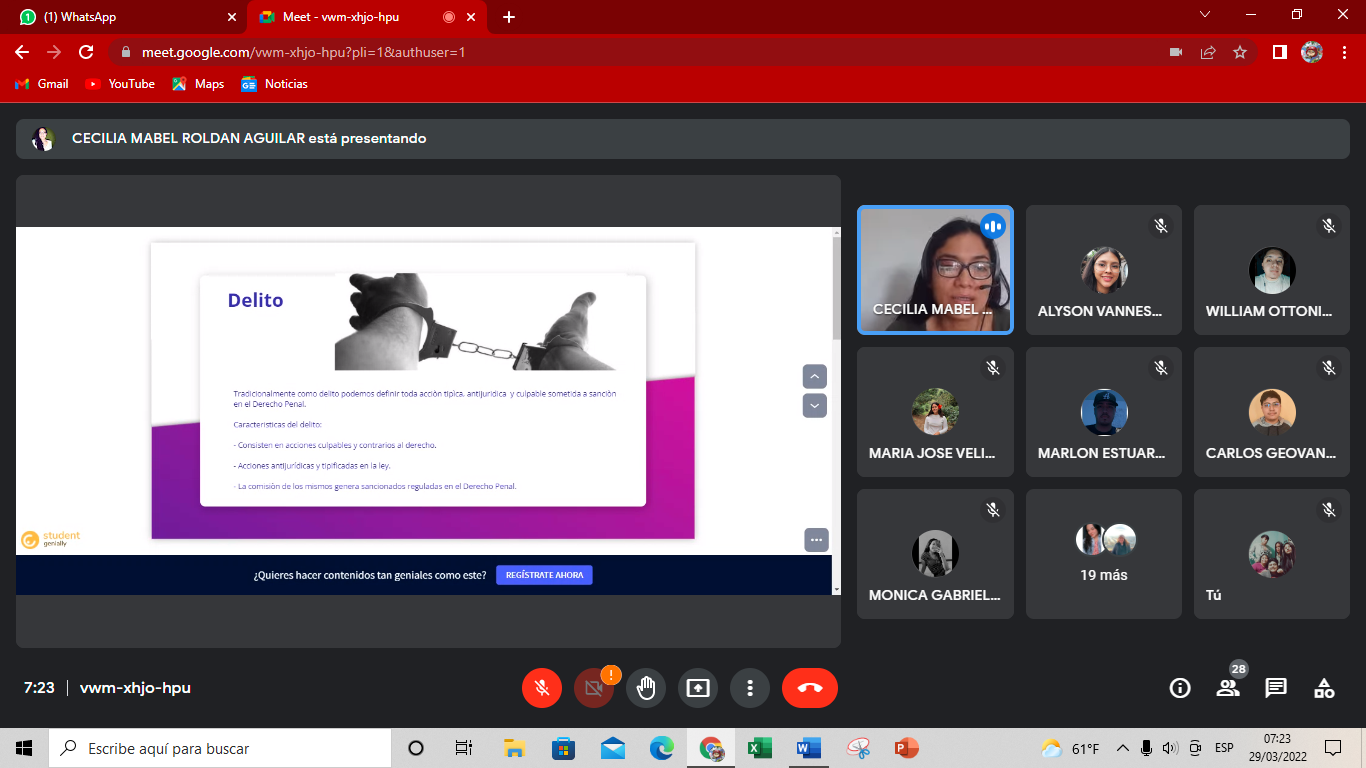 (1) WhatsApp
Meet - vwm-xhjo-hpu
meet.google.com/vwm-xhjo-hpu?pli=1&authuser=1
Gmail
YouTube
Maps
Noticias
CECILIA MABEL ROLDAN AGUILAR está presentando
Delito
Tradicionalmente como delito podemos definir toda acción típica, antijurídica y culpable sometida a sanción
en el Derecho Penal.
Características del delito:
- Consisten en acciones culpables y contrarios al derecho.
- Acciones antijurídicas y tipificadas en la ley.
- La comisión de los mismos genera sancionados reguladas en el Derecho Penal.
student
genially
¿Quieres hacer contenidos tan geniales como este?
REGÍSTRATE AHORA
CECILIA MABEL ...
ALYSON VANNES...
WILLIAM OTTONI...
MARIA JOSE VELI...
MARLON ESTUAR...
CARLOS GEOVAN...
MONICA GABRIEL...
19 más
Tú
7:23
vwm-xhjo-hpu
28
Escribe aquí para buscar
61°F
ESP
07:23
29/03/2022